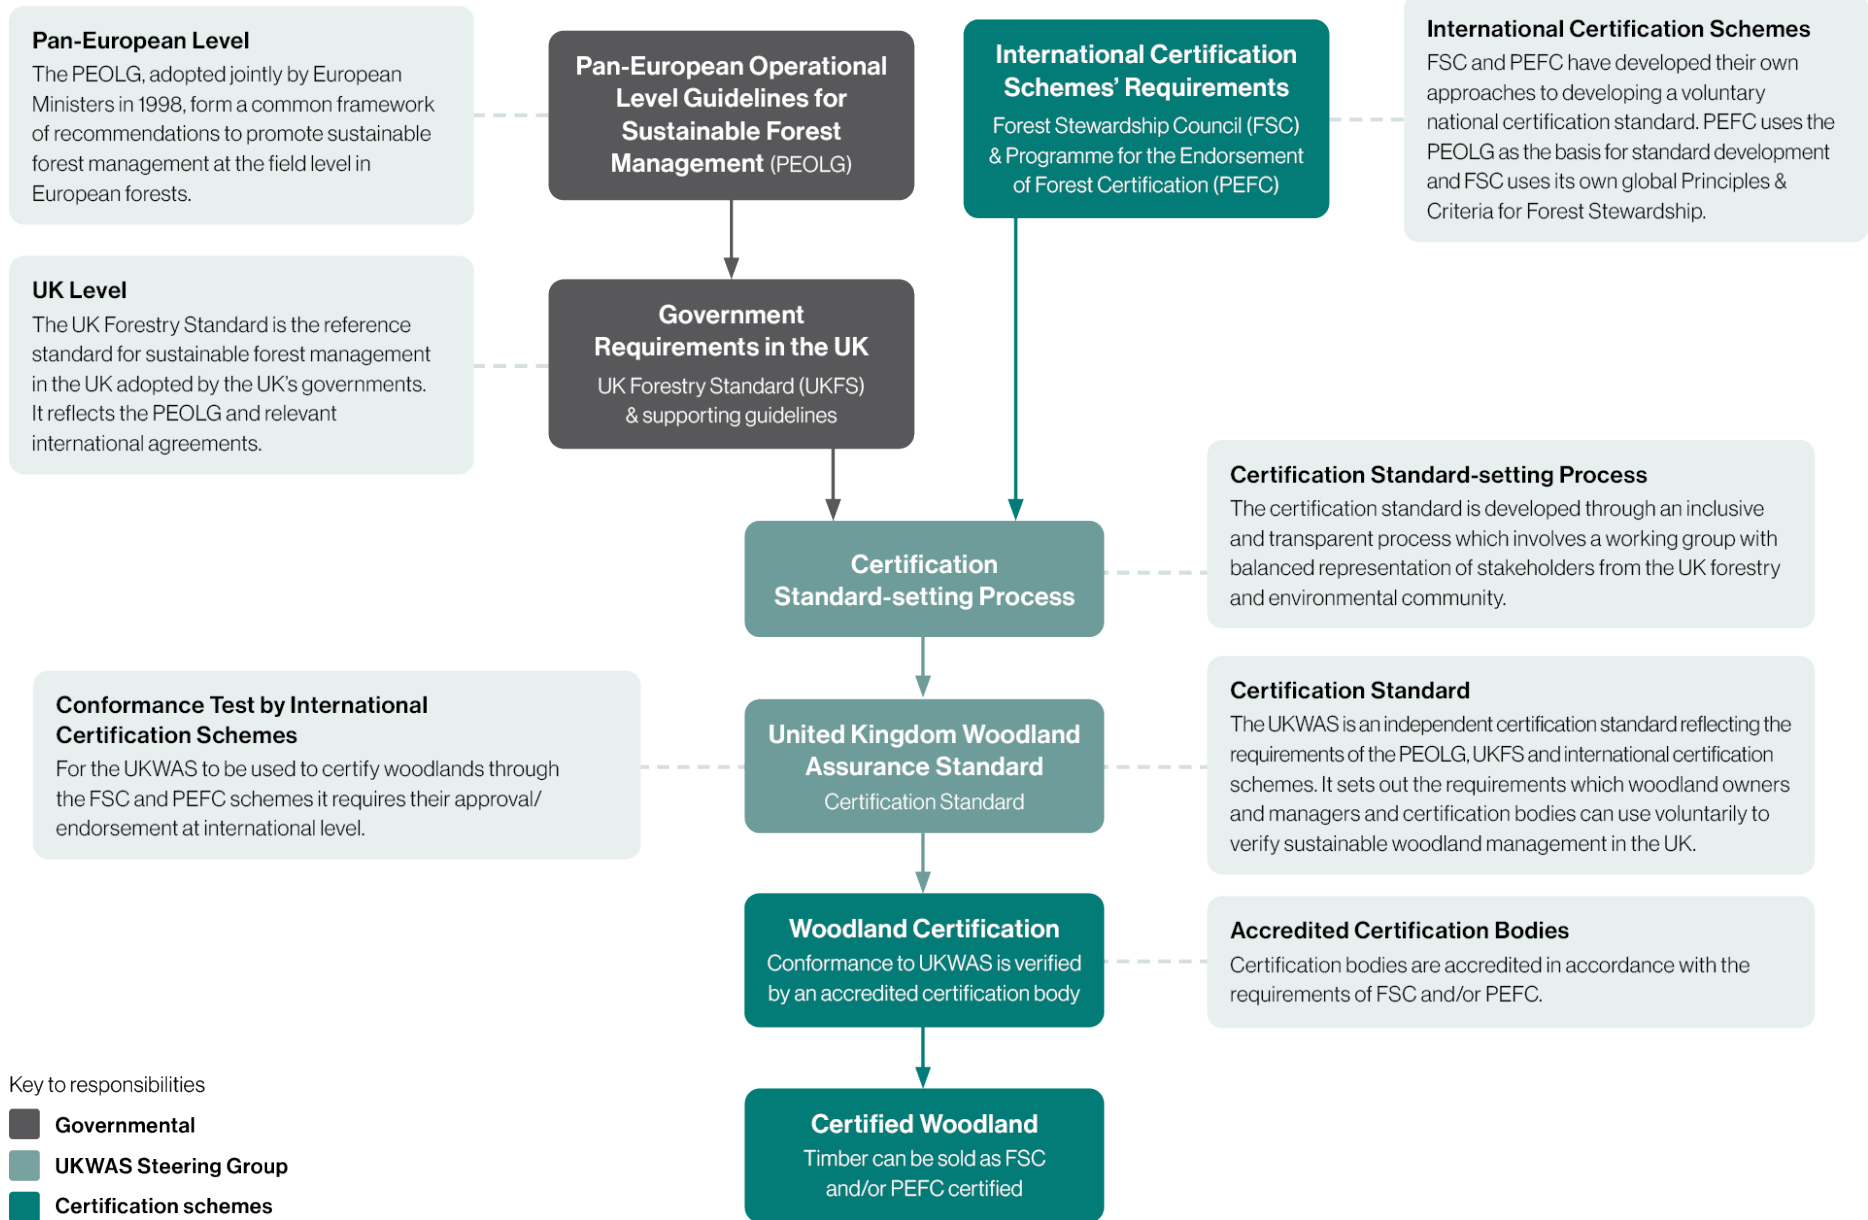 Pan-European Level
The PEOLG, adopted jointly by European
Ministers in 1998, form a common framework
of recommendations to promote sustainable
forest management at the field level in
European forests.
Pan-European Operational
Level Guidelines for
Sustainable Forest
Management (PEOLG)
International Certification
Schemes' Requirements
Forest Stewardship Council (FSC)
& Programme for the Endorsement
of Forest Certification (PEFC)
International Certification Schemes
FSC and PEFC have developed their own
approaches to developing a voluntary
national certification standard. PEFC uses the
PEOLG as the basis for standard development
and FSC uses its own global Principles &
Criteria for Forest Stewardship.
UK Level
The UK Forestry Standard is the reference
standard for sustainable forest management
in the UK adopted by the UK's governments.
It reflects the PEOLG and relevant
international agreements.
Government
Requirements in the UK
UK Forestry Standard (UKFS)
& supporting guidelines
Certification
Standard-setting Process
Certification Standard-setting Process
The certification standard is developed through an inclusive
and transparent process which involves a working group with
balanced representation of stakeholders from the UK forestry
and environmental community.
Conformance Test by International
Certification Schemes
For the UKWAS to be used to certify woodlands through
the FSC and PEFC schemes it requires their approval/
endorsement at international level.
United Kingdom Woodland
Assurance Standard
Certification Standard
Certification Standard
The UKWAS is an independent certification standard reflecting the
requirements of the PEOLG, UKFS and international certification
schemes. It sets out the requirements which woodland owners
and managers and certification bodies can use voluntarily to
verify sustainable woodland management in the UK.
Woodland Certification
Conformance to UKWAS is verified
by an accredited certification body
Accredited Certification Bodies
Certification bodies are accredited in accordance with the
requirements of FSC and/or PEFC.
Certified Woodland
Timber can be sold as FSC
and/or PEFC certified
Key to responsibilities
Governmental
UKWAS Steering Group
Certification schemes